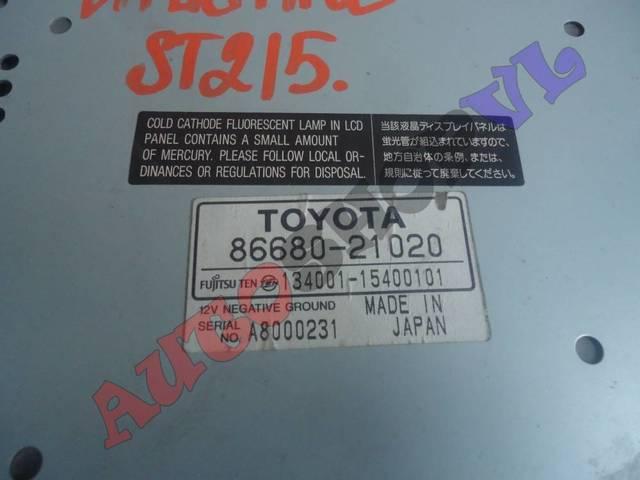 ST215.
COLD CATHODE FLUORESCENT LAMP IN LCD
PANEL CONTAINS A SMALL AMOUNT
OF MERCURY. PLEASE FOLLOW LOCAL OR-
DINANCES OR REGULATIONS FOR DISPOSAL.
当該液晶ディスプレイパネルは
蛍光管が組込まれていますので、
地方自治体の条例、または、
規則に従って廃棄してください。
TOYOTA
86680-21020
FUJITSU TEN 134001-15400101
12V NEGATIVE GROUND MADE IN
SERIAL NO. A8000231 JAPAN